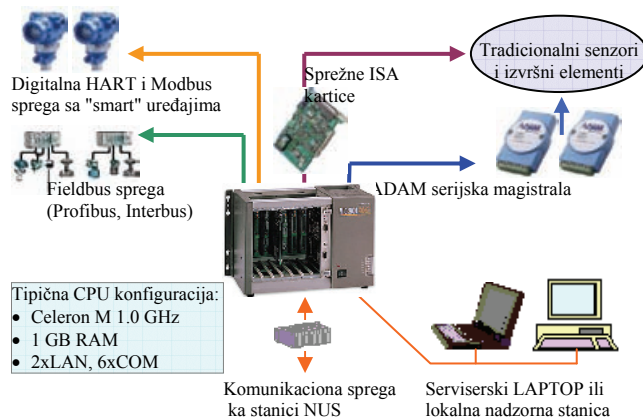 Digitalna HART i Modbus
sprega sa "smart" uređajima
Sprežne ISA
kartice
Tradicionalni senzori
i izvršni elementi
Fieldbus sprega
(Profibus, Interbus)
ADAM serijska magistrala
Tipična CPU konfiguracija:
• Celeron M 1.0 GHz
• 1 GB RAM
• 2xLAN, 6xCOM
Komunikaciona sprega
ka stanici NUS
Serviserski LAPTOP ili
lokalna nadzorna stanica